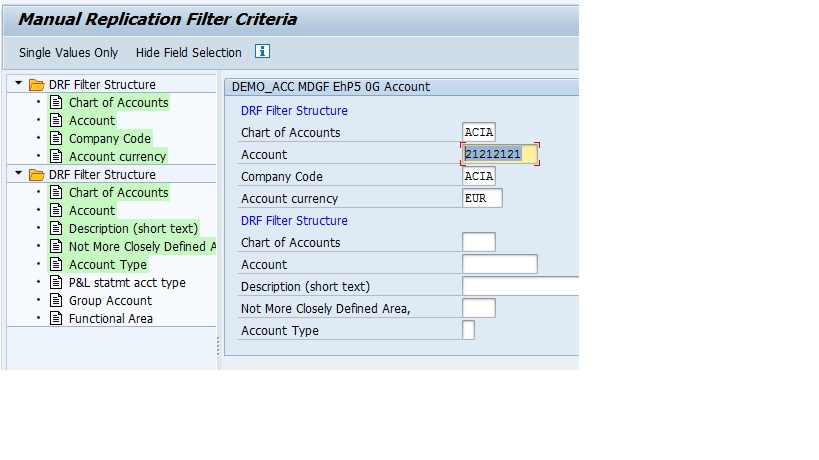 Manual Replication Filter Criteria
Single Values Only Hide Field Selection
DRF Filter Structure
Chart of Accounts
Account
Company Code
Account currency
DRF Filter Structure
Chart of Accounts
Account
Description (short text)
Not More Closely Defined A
Account Type
P&L statmt acct type
Group Account
Functional Area
DEMO_ACC MDGF EhP5 0G Account
DRF Filter Structure
Chart of Accounts ACIA
Account 21212121
Company Code ACIA
Account currency EUR
DRF Filter Structure
Chart of Accounts
Account
Description (short text)
Not More Closely Defined Area,
Account Type